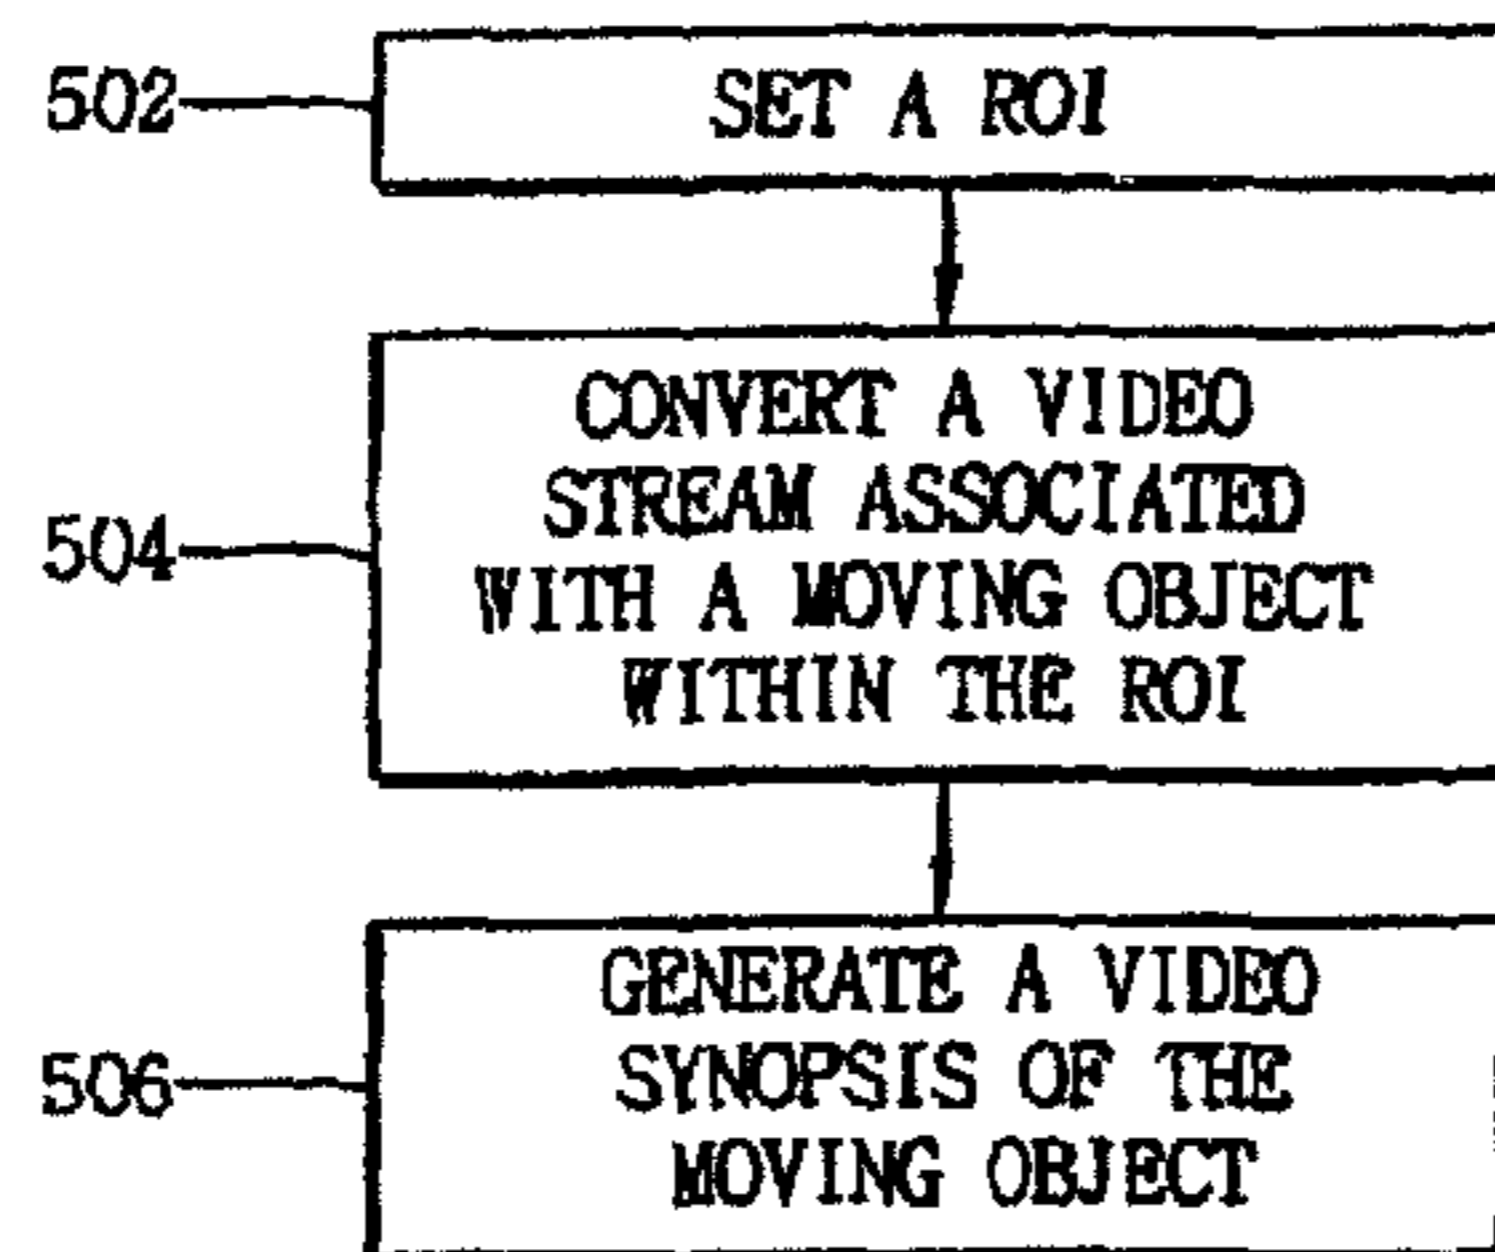 502
SET A ROI
504
CONVERT A VIDEO
STREAM ASSOCIATED
WITH A MOVING OBJECT
WITHIN THE ROI
506
GENERATE A VIDEO
SYNOPSIS OF THE
MOVING OBJECT